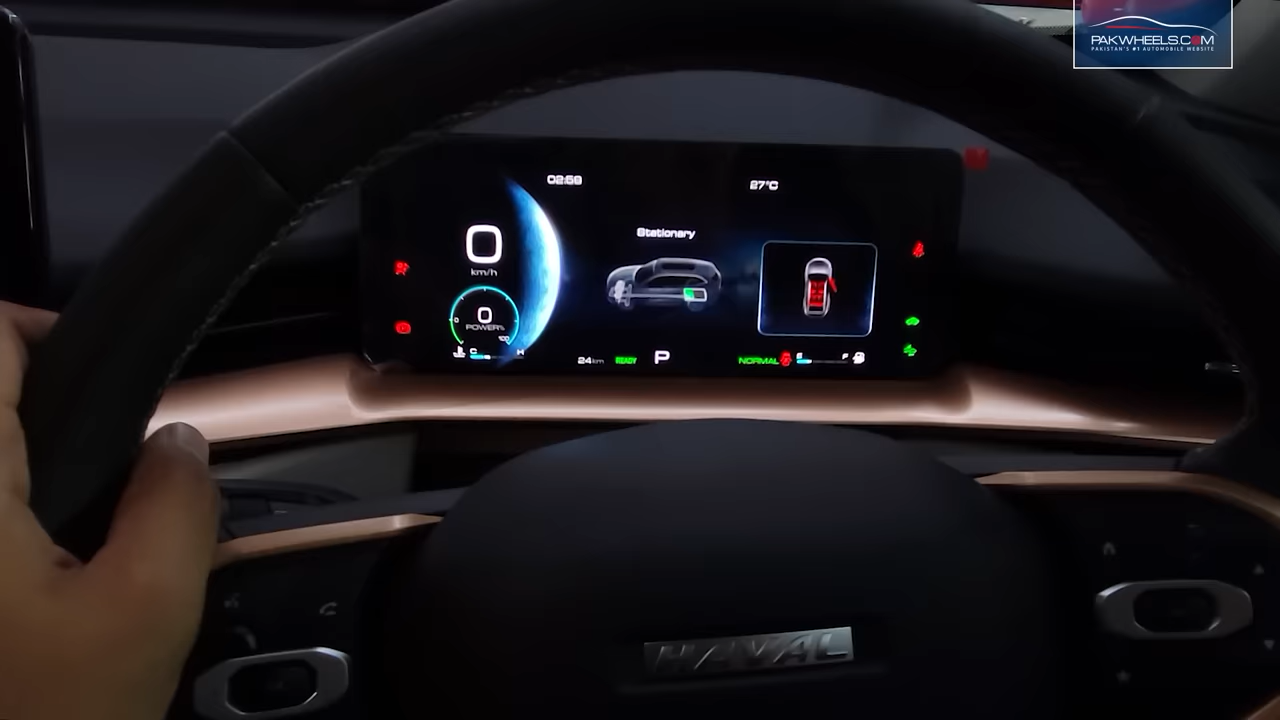 PAKWHEELS.COM
PAKISTAN'S #1 AUTOMOBILE WEBSITE
02:59
27°C
0
km/h
Stationary
0
POWER%
C H
24km READY P
NORMAL E F
HAVAL